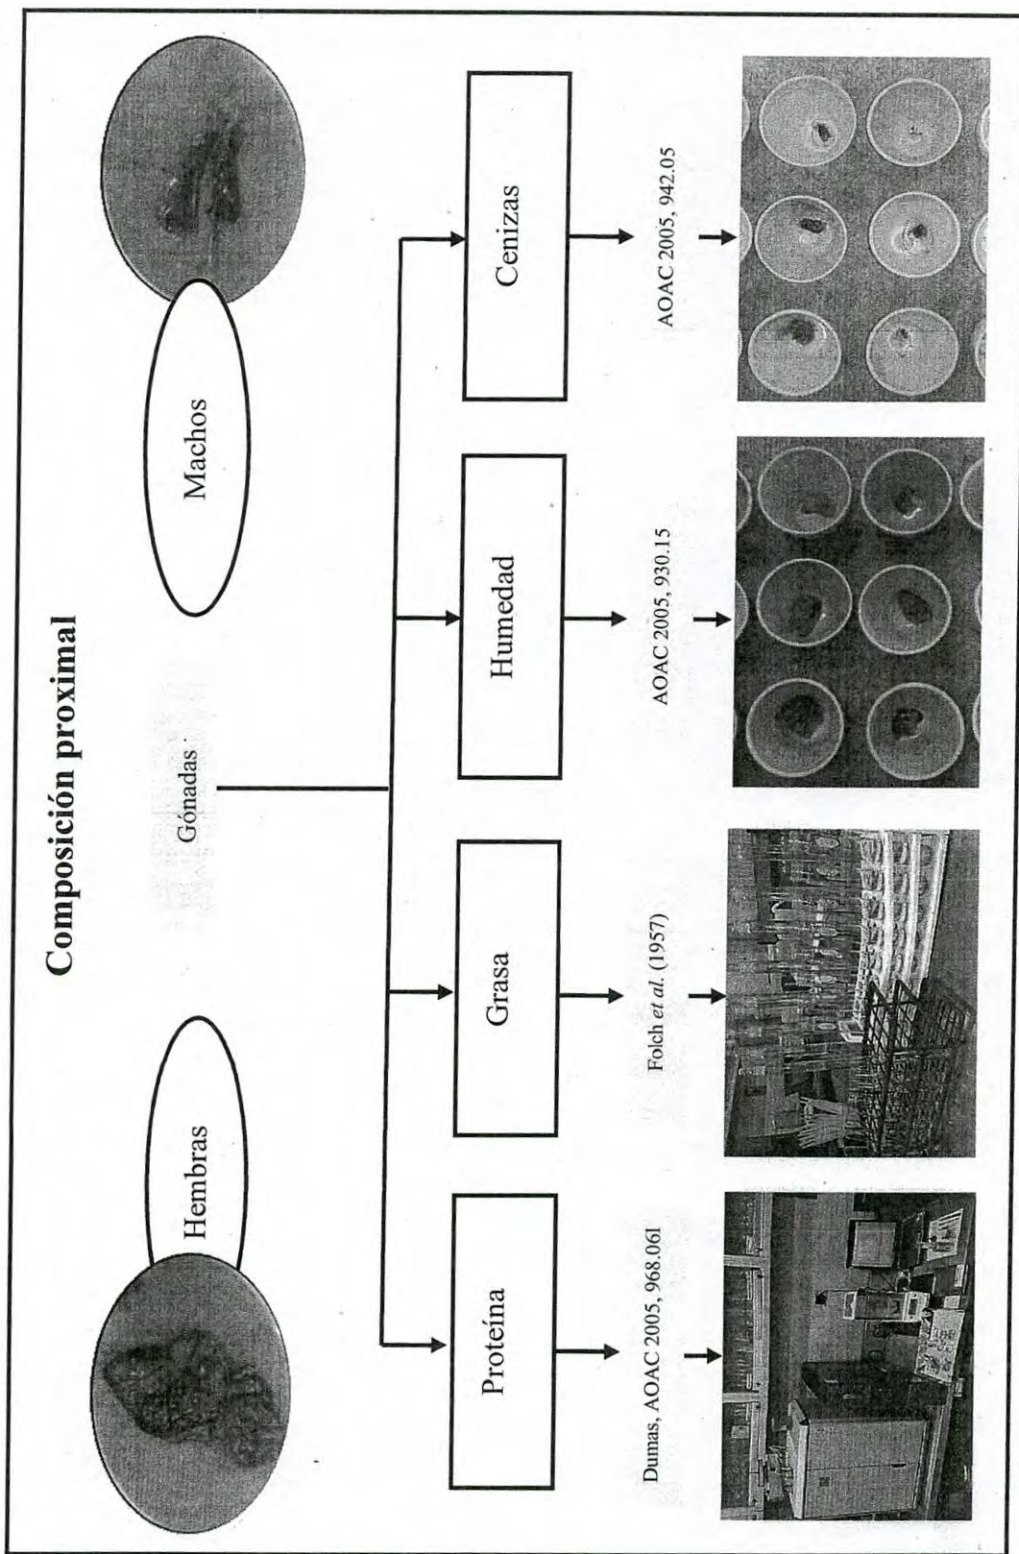 Composición proximal
Hembras
Gónadas
Machos
Proteína
Grasa
Humedad
Cenizas
Dumas, AOAC 2005, 968.061
Folch et al. (1957)
AOAC 2005, 930.15
AOAC 2005, 942.05